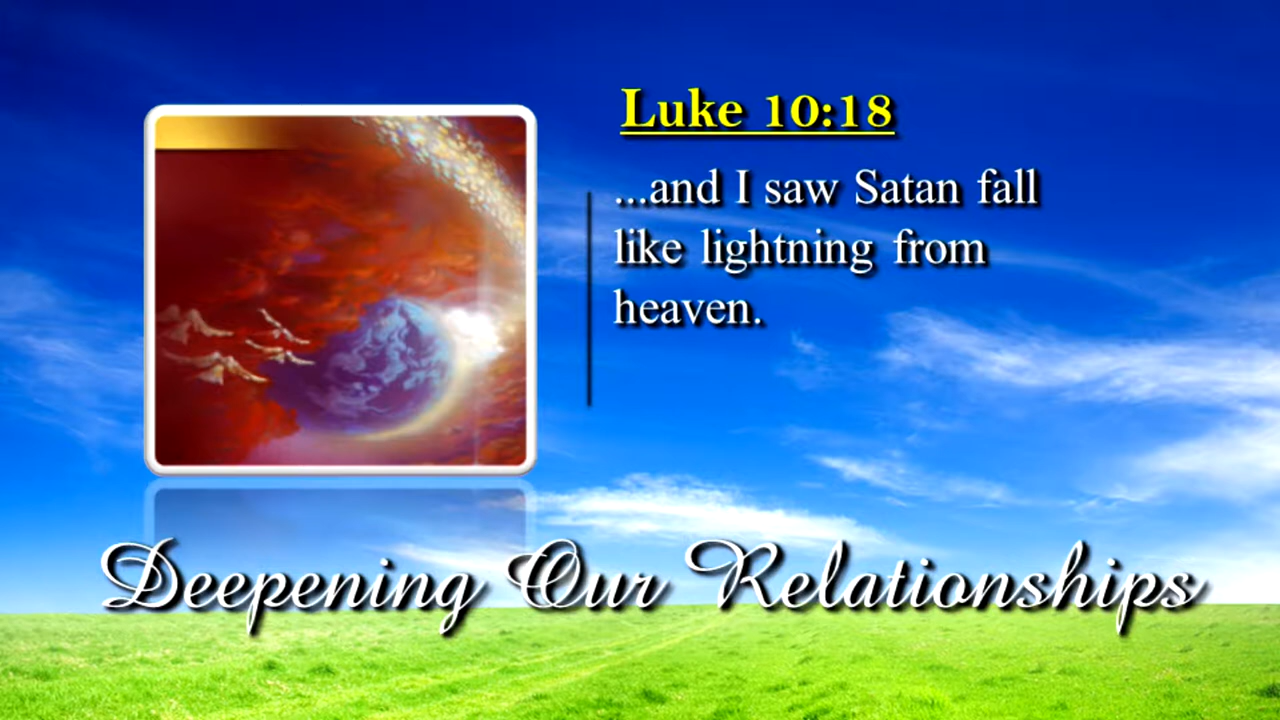 Luke 10:18
...and I saw Satan fall
like lightning from
heaven.
Deepening Our Relationships